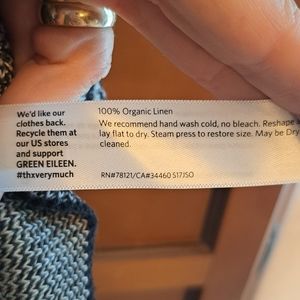 We'd like our
clothes back.
Recycle them at
our US stores
and support
GREEN EILEEN.
#thxverymuch
100% Organic Linen
We recommend hand wash cold, no bleach. Reshape
lay flat to dry. Steam press to restore size. May be Dry
cleaned.
RN#78121/CA#34460 S17JSO